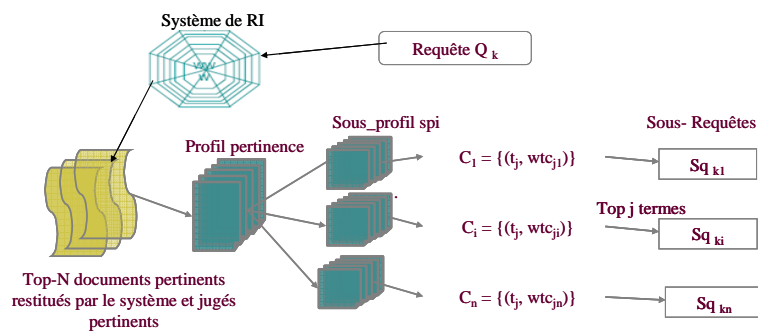 Système de RI
Requête Q k
WWW
Sous_profil spi
Sous- Requêtes
Profil pertinence
C1 = {(tj, wtcj1)}
Sq k1
Top j termes
Ci = {(tj, wtcji)}
Sq ki
Top-N documents pertinents
restitués par le système et jugés
pertinents
Cn = {(tj, wtcjn)}
Sq kn